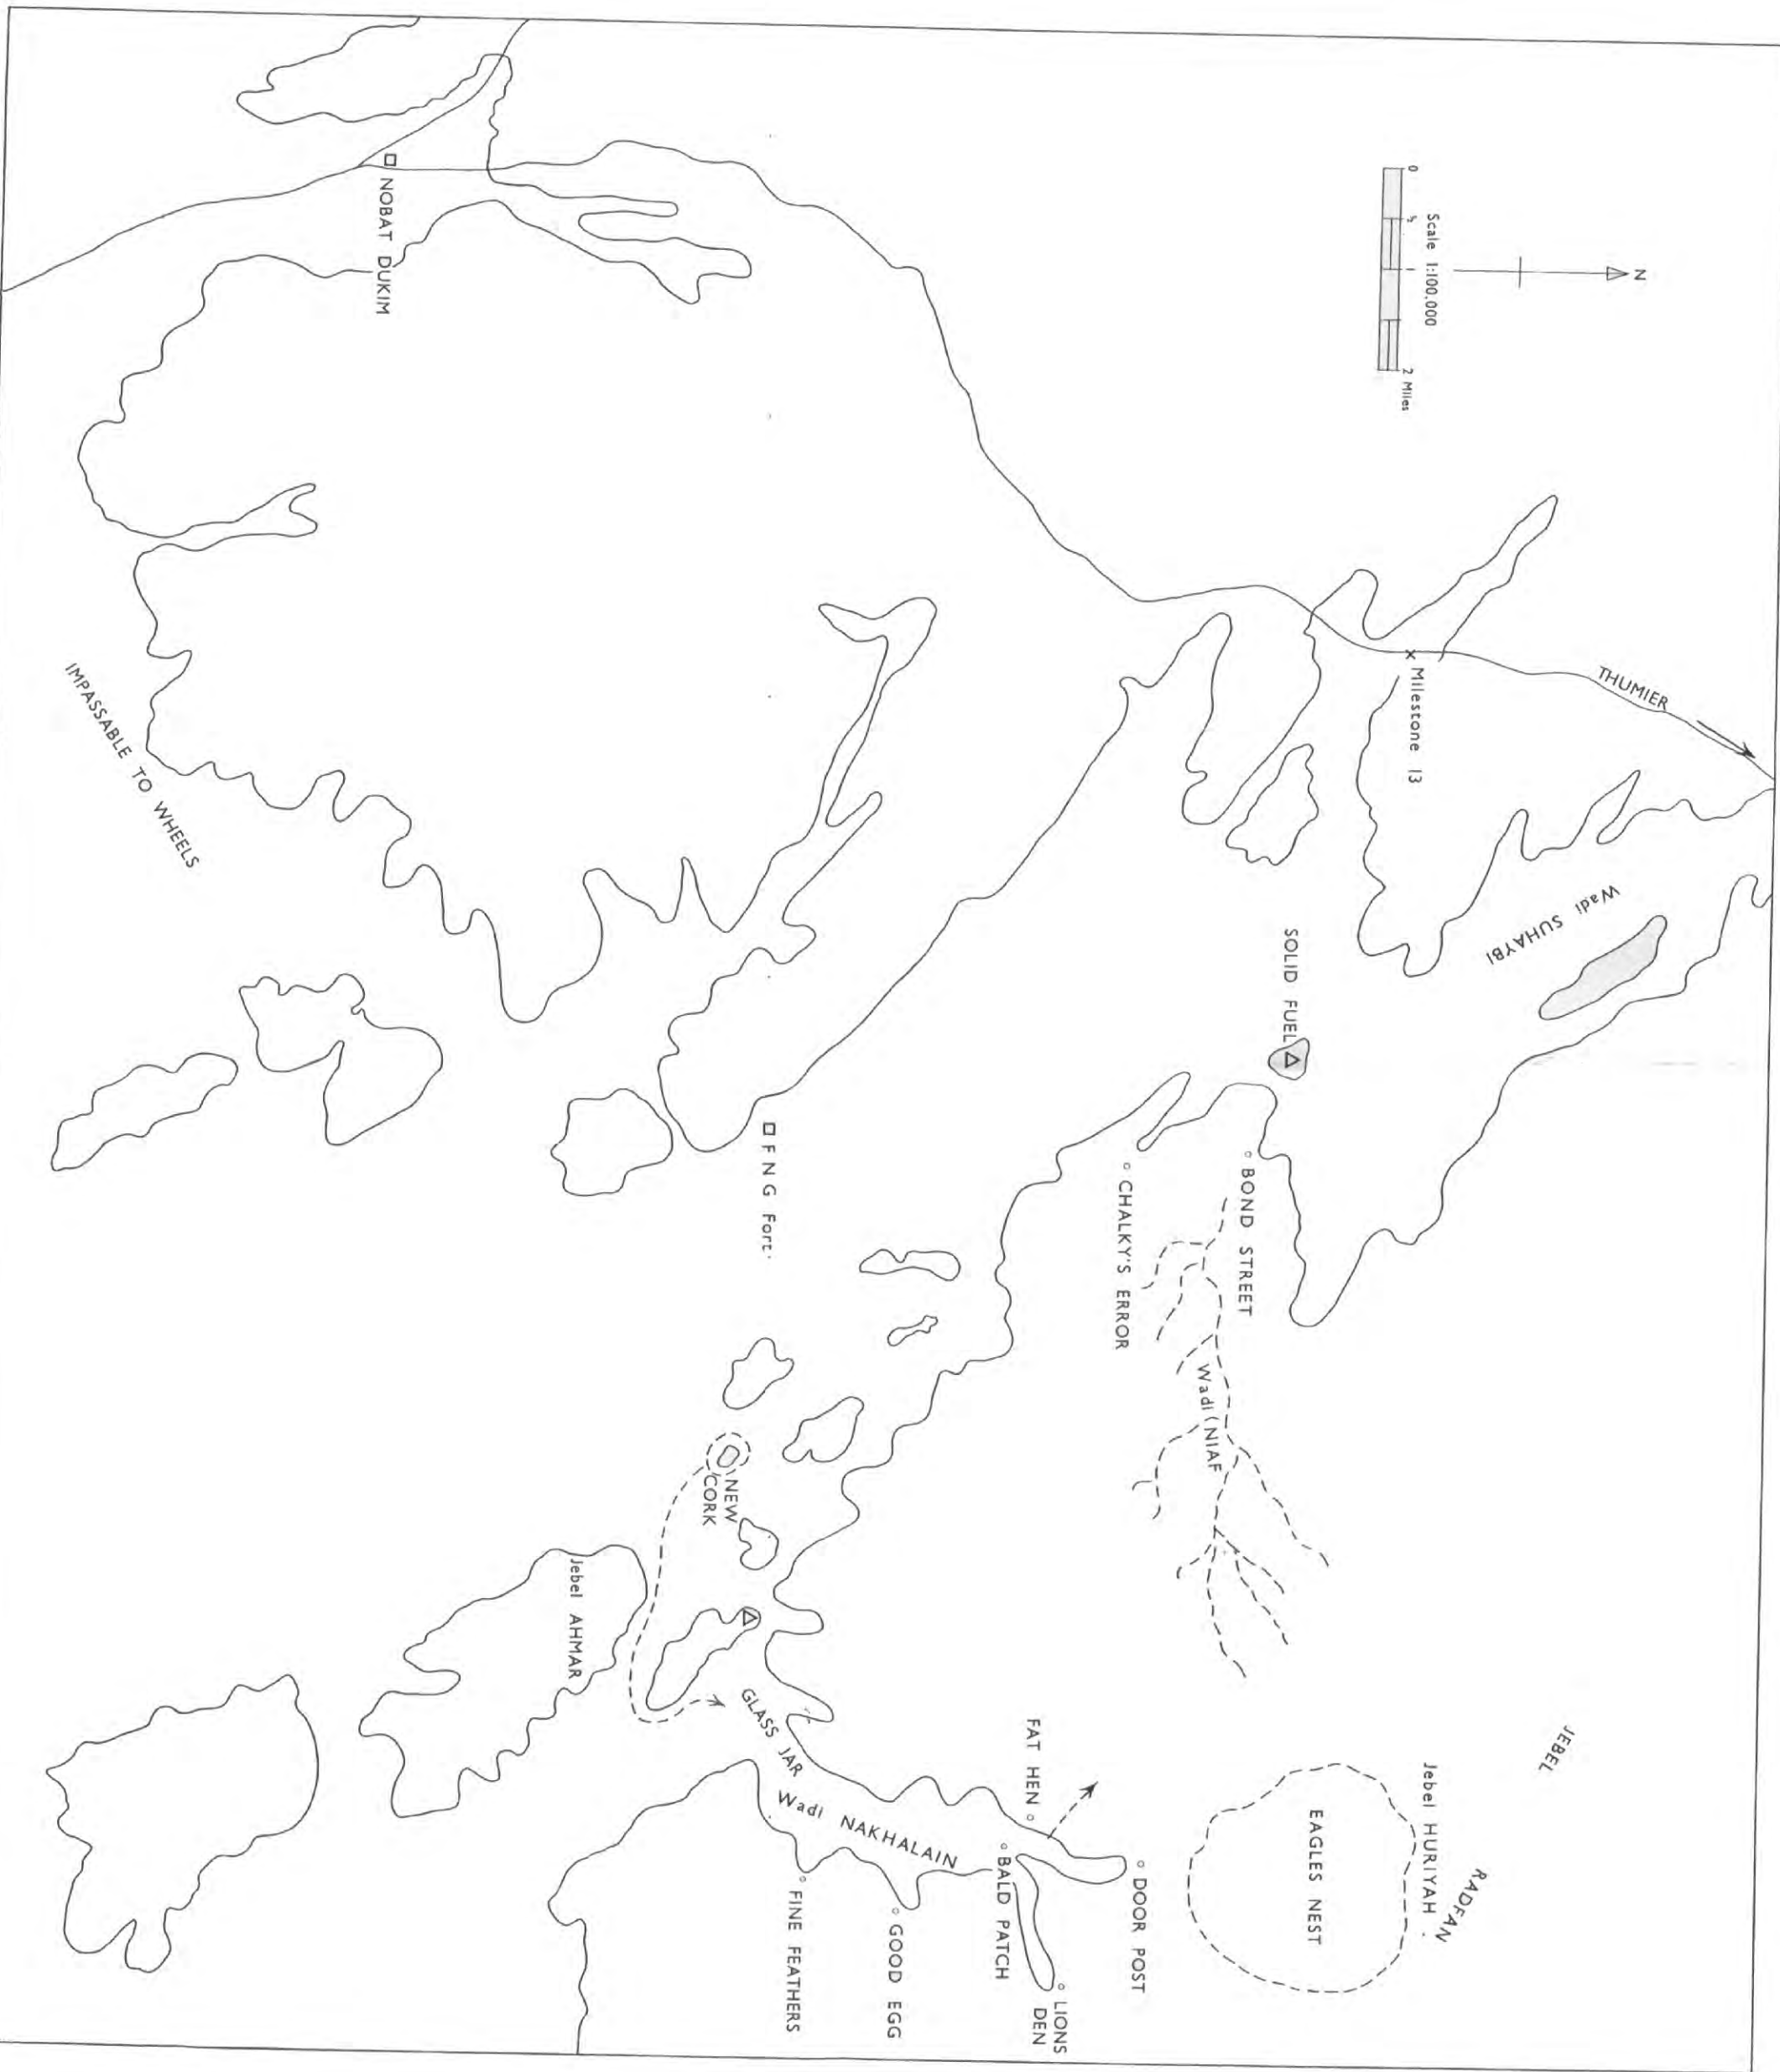 N
Scale 1:100,000
0
½
1
2 Miles
THUMIER
Milestone 13
Wadi SUHAYBI
SOLID FUEL
BOND STREET
CHALKY'S ERROR
Wadi NIAF
NOBAT DUKIM
IMPASSABLE TO WHEELS
FNG Fort
NEW
CORK
Jebel AHMAR
GLASS JAR
Wadi NAKHALAIN
FAT HEN
BALD PATCH
DOOR POST
LIONS
DEN
GOOD EGG
FINE FEATHERS
EAGLES NEST
Jebel HURIYAH
JEBEL
RADFAN